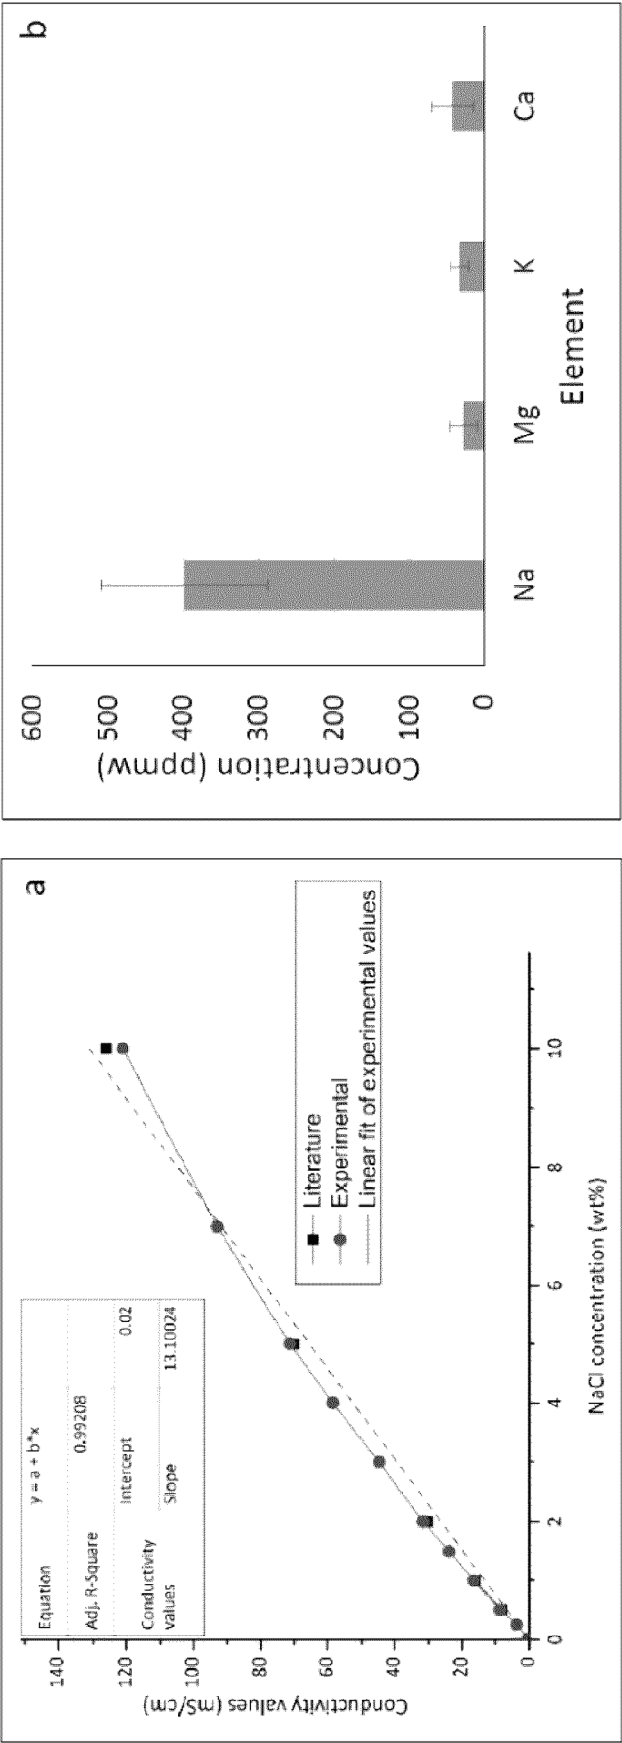 a
Equation y = a + b*x
Adj. R-Square 0.99208
Conductivity values Intercept 0.02
Slope 13.10024
Conductivity values (mS/cm)
140
120
100
80
60
40
20
0
0 2 4 6 8 10
NaCl concentration (wt%)
Literature
Experimental
Linear fit of experimental values
b
Concentration (ppmw)
600
500
400
300
200
100
0
Na Mg K Ca
Element